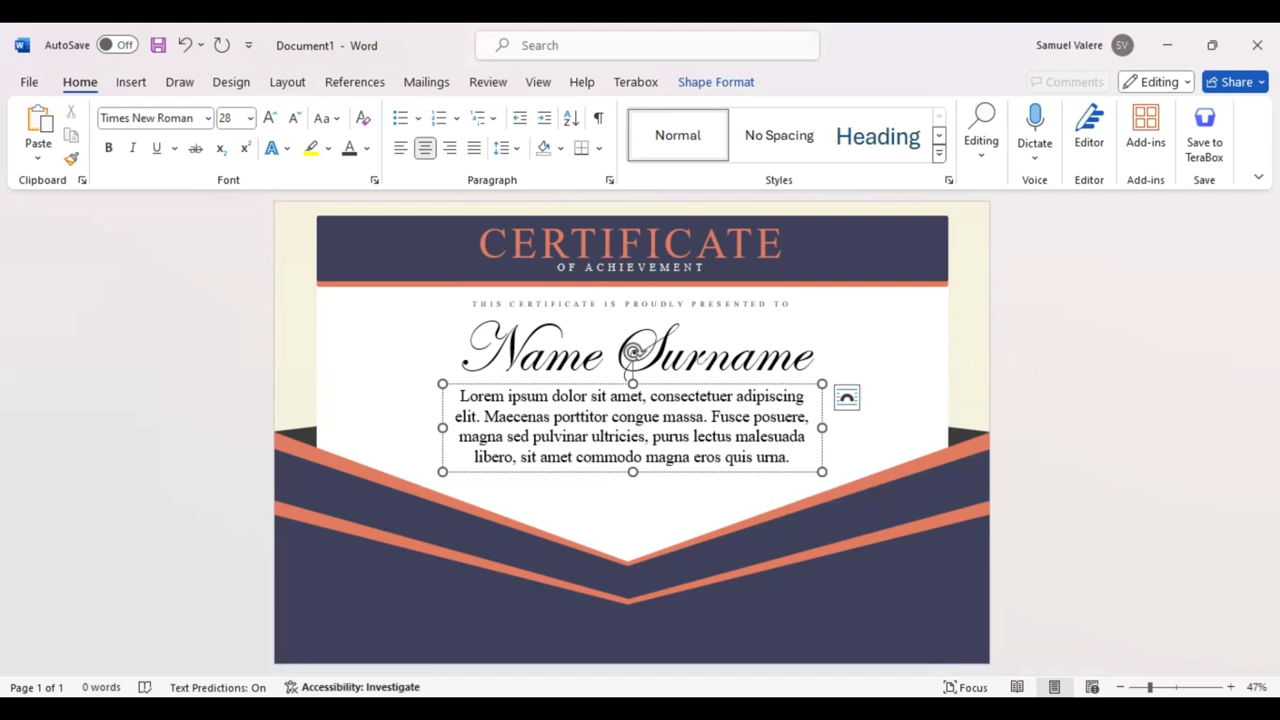 AutoSave Off Document1 - Word Search Samuel Valere SV
File Home Insert Draw Design Layout References Mailings Review View Help Terabox Shape Format Comments Editing Share
Times New Roman 28 Aa
Paste Normal No Spacing Heading Editing Dictate Editor Add-ins Save to TeraBox
B I U ab x₂ x² A A
Clipboard Font Paragraph Styles Voice Editor Add-ins Save
CERTIFICATE
OF ACHIEVEMENT
THIS CERTIFICATE IS PROUDLY PRESENTED TO
Name Surname
Lorem ipsum dolor sit amet, consectetuer adipiscing
elit. Maecenas porttitor congue massa. Fusce posuere,
magna sed pulvinar ultricies, purus lectus malesuada
libero, sit amet commodo magna eros quis urna.
Page 1 of 1 0 words Text Predictions: On Accessibility: Investigate Focus 47%